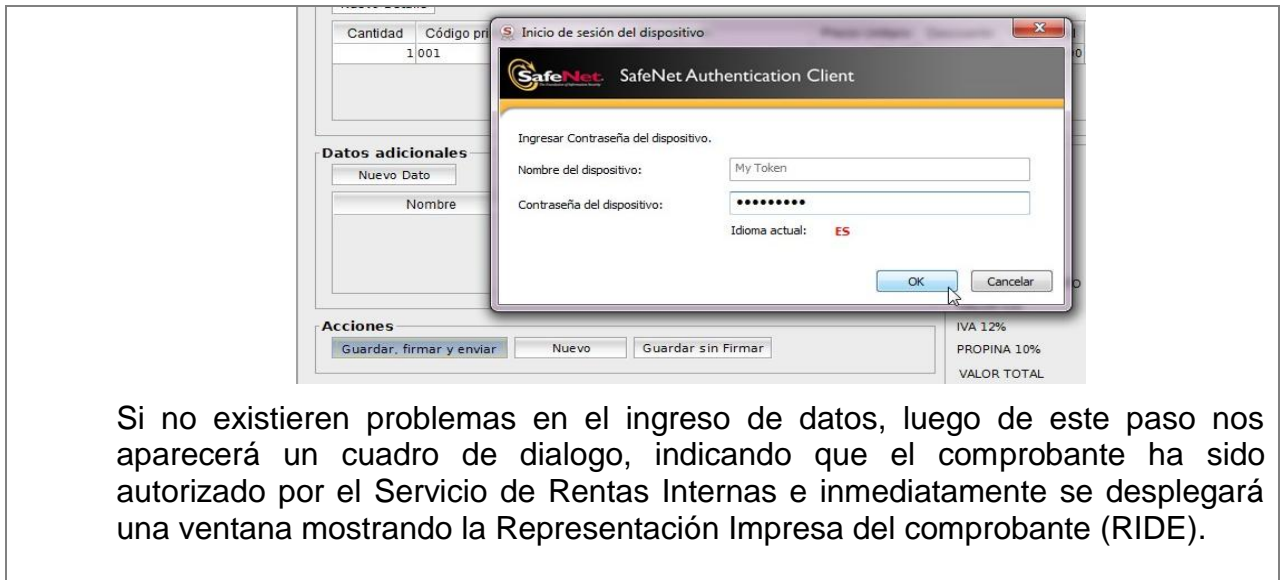 Cantidad Código pri
1 001
Inicio de sesión del dispositivo
SafeNet. SafeNet Authentication Client
Ingresar Contraseña del dispositivo.
Nombre del dispositivo: My Token
Contraseña del dispositivo: •••••••••
Idioma actual: ES
OK Cancelar
Datos adicionales
Nuevo Dato
Nombre
Acciones
Guardar, firmar y enviar Nuevo Guardar sin Firmar
IVA 12%
PROPINA 10%
VALOR TOTAL
Si no existieren problemas en el ingreso de datos, luego de este paso nos
aparecerá un cuadro de dialogo, indicando que el comprobante ha sido
autorizado por el Servicio de Rentas Internas e inmediatamente se desplegará
una ventana mostrando la Representación Impresa del comprobante (RIDE).